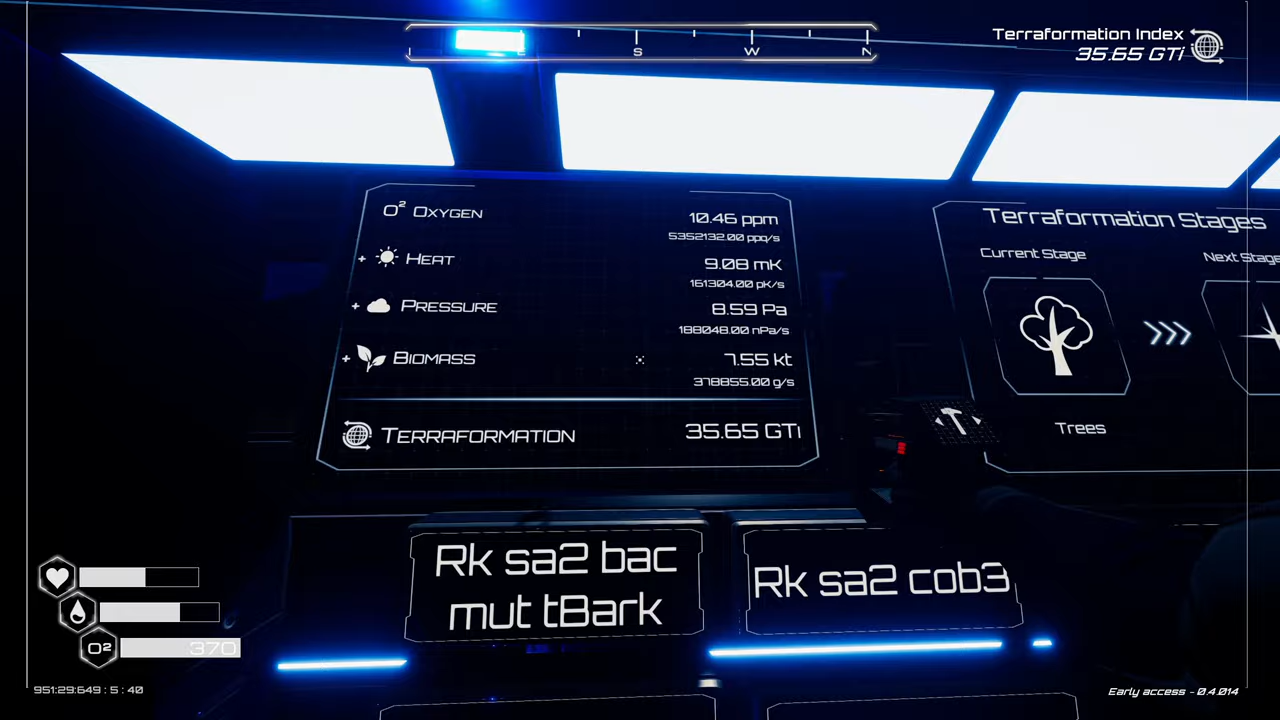 S W N
Terraformation Index
35.65 GTi
O² Oxygen
10.46 ppm
5352132.00 ppq/s
+ Heat
9.08 mK
161304.00 pK/s
+ Pressure
8.59 Pa
188048.00 nPa/s
+ Biomass
7.55 kt
378855.00 g/s
Terraformation
35.65 GTi
Terraformation Stages
Current Stage
Next Stage
Trees
Rk sa2 bac
mut tBark
Rk sa2 cob3
O² 370
951:29:649 : 5 : 40
Early access - 0.4.014